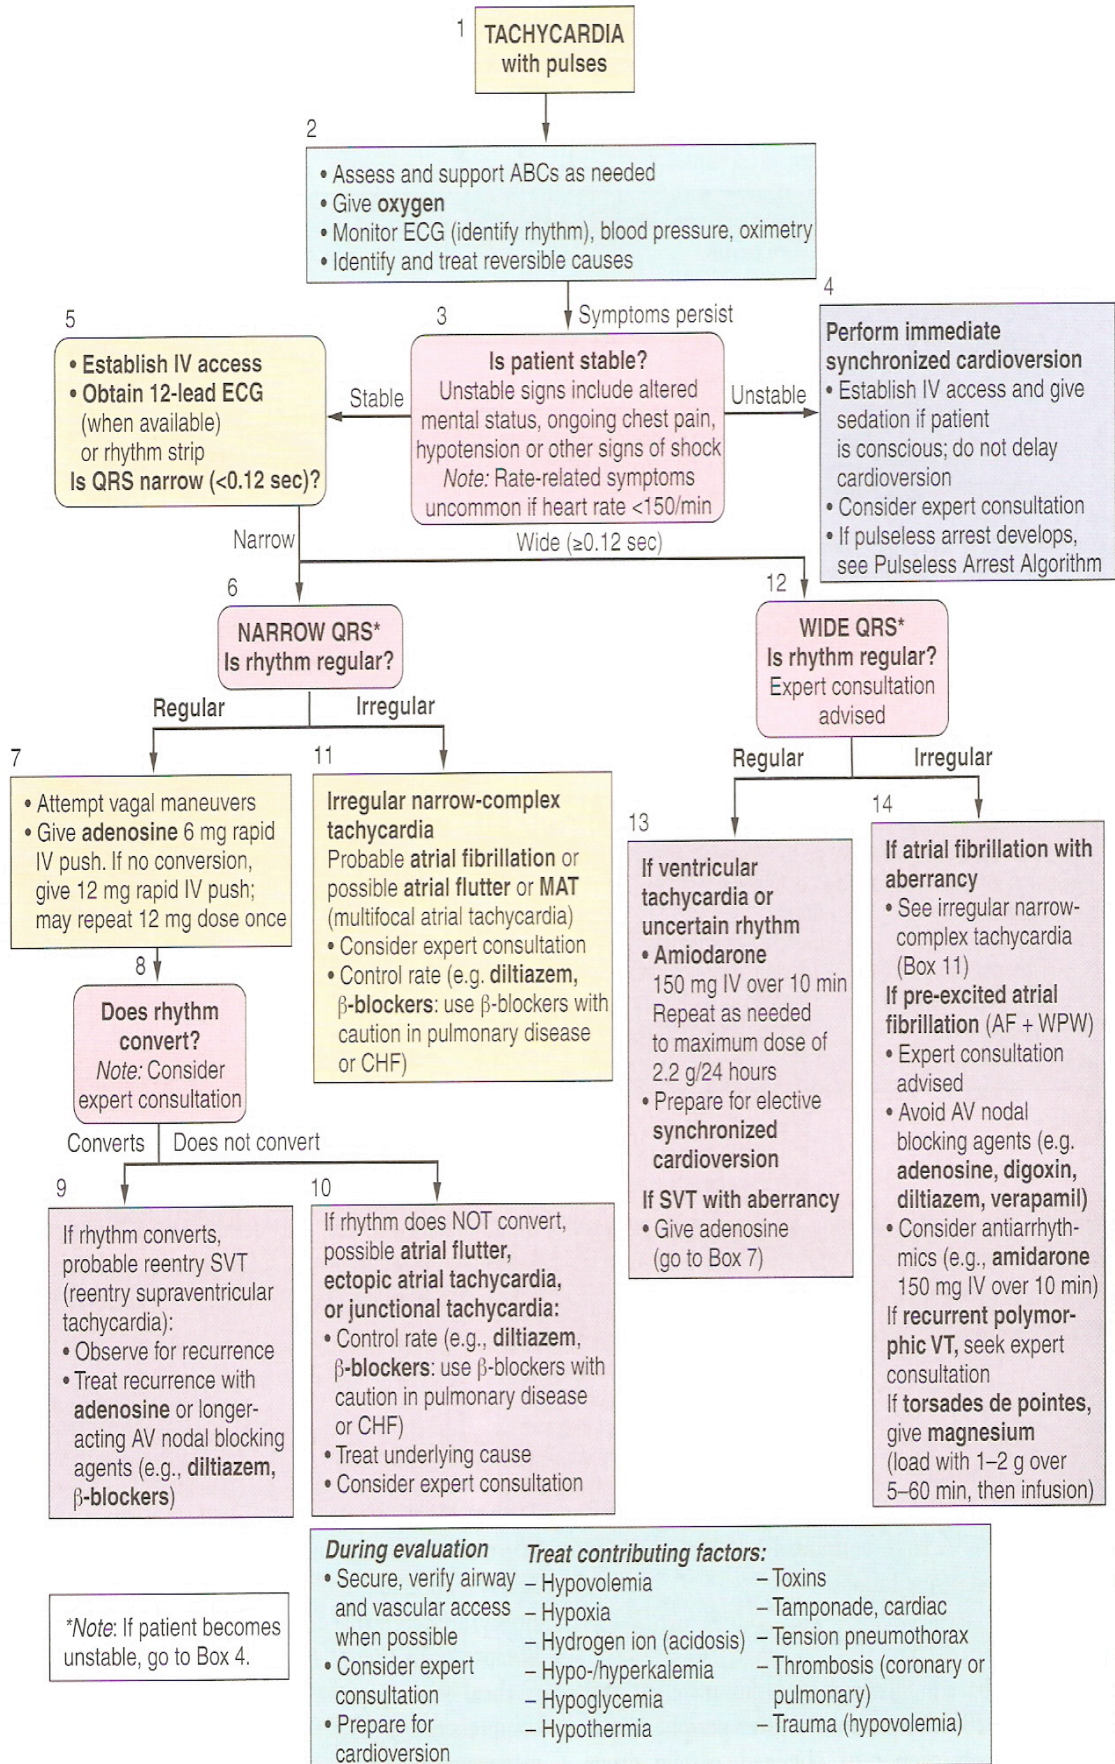 1
TACHYCARDIA
with pulses
2
• Assess and support ABCs as needed
• Give oxygen
• Monitor ECG (identify rhythm), blood pressure, oximetry
• Identify and treat reversible causes
Symptoms persist
3
Is patient stable?
Unstable signs include altered
mental status, ongoing chest pain,
hypotension or other signs of shock
Note: Rate-related symptoms
uncommon if heart rate <150/min
Stable
Unstable
4
Perform immediate
synchronized cardioversion
• Establish IV access and give
sedation if patient
is conscious; do not delay
cardioversion
• Consider expert consultation
• If pulseless arrest develops,
see Pulseless Arrest Algorithm
5
• Establish IV access
• Obtain 12-lead ECG
(when available)
or rhythm strip
Is QRS narrow (<0.12 sec)?
Narrow
Wide (≥0.12 sec)
6
NARROW QRS*
Is rhythm regular?
Regular
Irregular
7
• Attempt vagal maneuvers
• Give adenosine 6 mg rapid
IV push. If no conversion,
give 12 mg rapid IV push;
may repeat 12 mg dose once
8
Does rhythm
convert?
Note: Consider
expert consultation
Converts
Does not convert
9
If rhythm converts,
probable reentry SVT
(reentry supraventricular
tachycardia):
• Observe for recurrence
• Treat recurrence with
adenosine or longer-
acting AV nodal blocking
agents (e.g., diltiazem,
β-blockers)
10
If rhythm does NOT convert,
possible atrial flutter,
ectopic atrial tachycardia,
or junctional tachycardia:
• Control rate (e.g., diltiazem,
β-blockers: use β-blockers with
caution in pulmonary disease
or CHF)
• Treat underlying cause
• Consider expert consultation
11
Irregular narrow-complex
tachycardia
Probable atrial fibrillation or
possible atrial flutter or MAT
(multifocal atrial tachycardia)
• Consider expert consultation
• Control rate (e.g. diltiazem,
β-blockers: use β-blockers with
caution in pulmonary disease
or CHF)
12
WIDE QRS*
Is rhythm regular?
Expert consultation
advised
Regular
Irregular
13
If ventricular
tachycardia or
uncertain rhythm
• Amiodarone
150 mg IV over 10 min
Repeat as needed
to maximum dose of
2.2 g/24 hours
• Prepare for elective
synchronized
cardioversion
If SVT with aberrancy
• Give adenosine
(go to Box 7)
14
If atrial fibrillation with
aberrancy
• See irregular narrow-
complex tachycardia
(Box 11)
If pre-excited atrial
fibrillation (AF + WPW)
• Expert consultation
advised
• Avoid AV nodal
blocking agents (e.g.
adenosine, digoxin,
diltiazem, verapamil)
• Consider antiarrhyth-
mics (e.g., amidarone
150 mg IV over 10 min)
If recurrent polymor-
phic VT, seek expert
consultation
If torsades de pointes,
give magnesium
(load with 1–2 g over
5–60 min, then infusion)
*Note: If patient becomes
unstable, go to Box 4.
During evaluation
• Secure, verify airway
and vascular access
when possible
• Consider expert
consultation
• Prepare for
cardioversion
Treat contributing factors:
– Hypovolemia
– Hypoxia
– Hydrogen ion (acidosis)
– Hypo-/hyperkalemia
– Hypoglycemia
– Hypothermia
– Toxins
– Tamponade, cardiac
– Tension pneumothorax
– Thrombosis (coronary or
pulmonary)
– Trauma (hypovolemia)